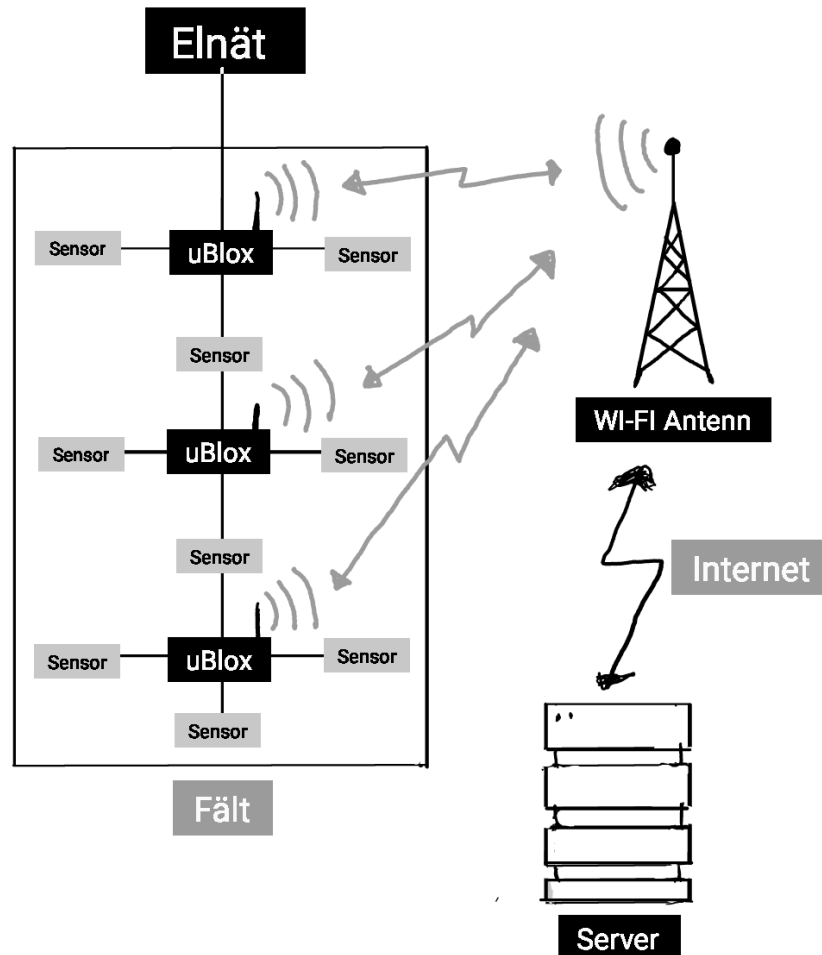 Elnät
Sensor
uBlox
Sensor
Sensor
Sensor
uBlox
Sensor
WI-FI Antenn
Sensor
Internet
Sensor
uBlox
Sensor
Sensor
Fält
Server